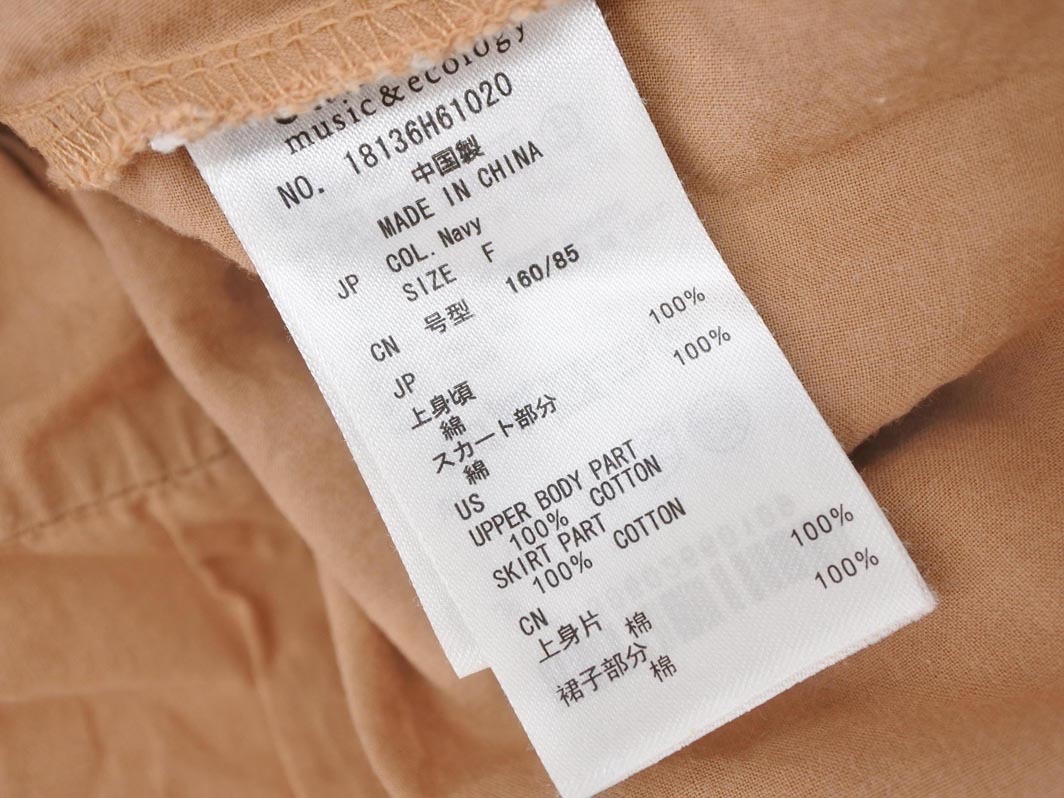 music&ecology
NO. 18136H61020
中国製
MADE IN CHINA
JP COL. Navy
SIZE F
CN 号型 160/85
JP
上身頃
綿 100%
スカート部分
綿 100%
US
UPPER BODY PART
100% COTTON
SKIRT PART
100% COTTON
CN
上身片 棉 100%
裙子部分 棉 100%